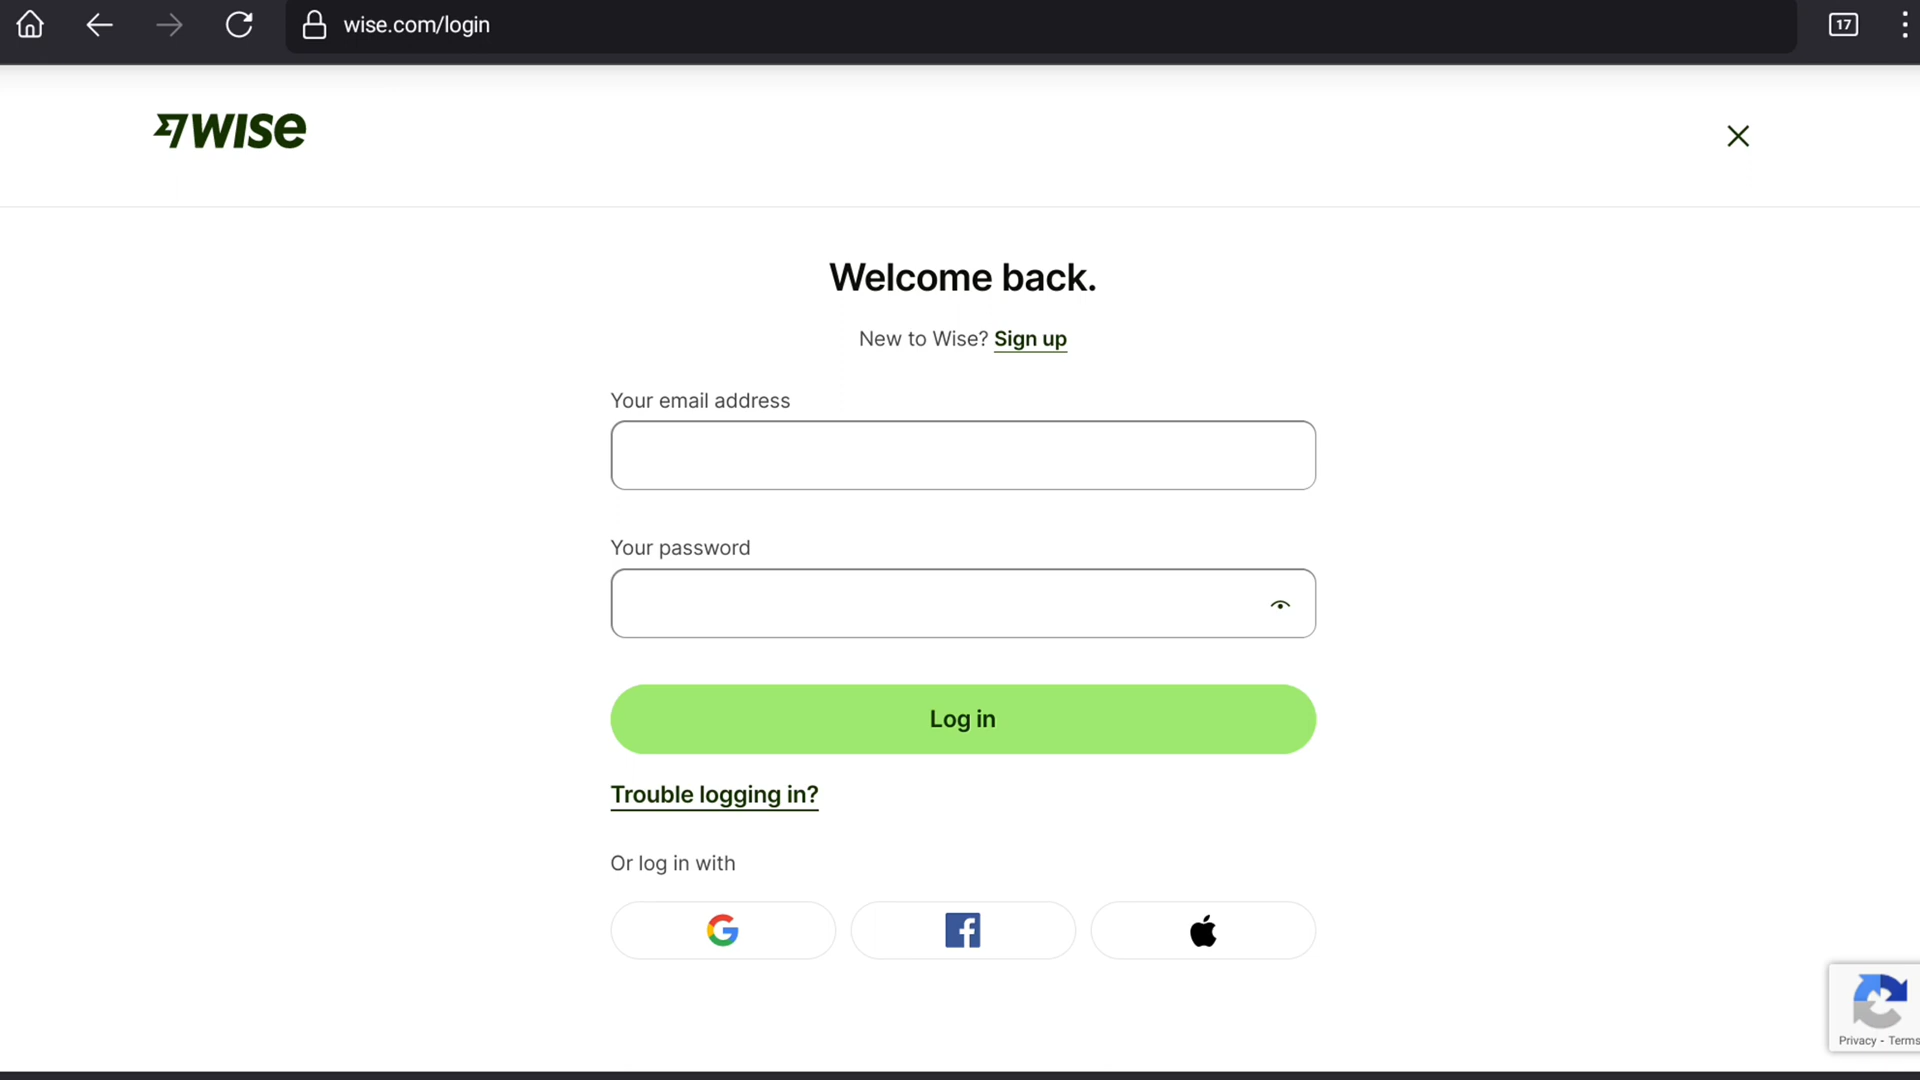 wise.com/login
17
WISE
Welcome back.
New to Wise? Sign up
Your email address
Your password
Log in
Trouble logging in?
Or log in with
Privacy - Terms